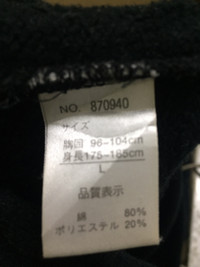 NO. 870940
サイズ
胸囲 96-104cm
身長175-185cm
L
品質表示
綿 80%
ポリエステル 20%